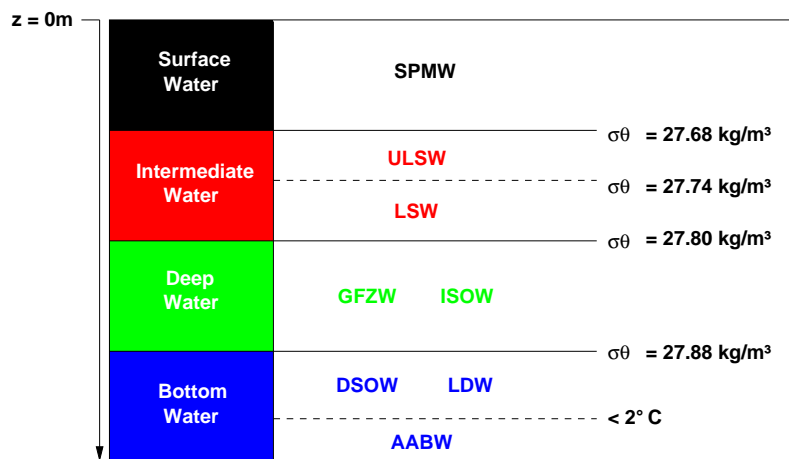 z = 0m
Surface
Water
SPMW
σθ = 27.68 kg/m³
ULSW
Intermediate
Water
σθ = 27.74 kg/m³
LSW
σθ = 27.80 kg/m³
Deep
Water
GFZW ISOW
σθ = 27.88 kg/m³
Bottom
Water
DSOW LDW
< 2° C
AABW